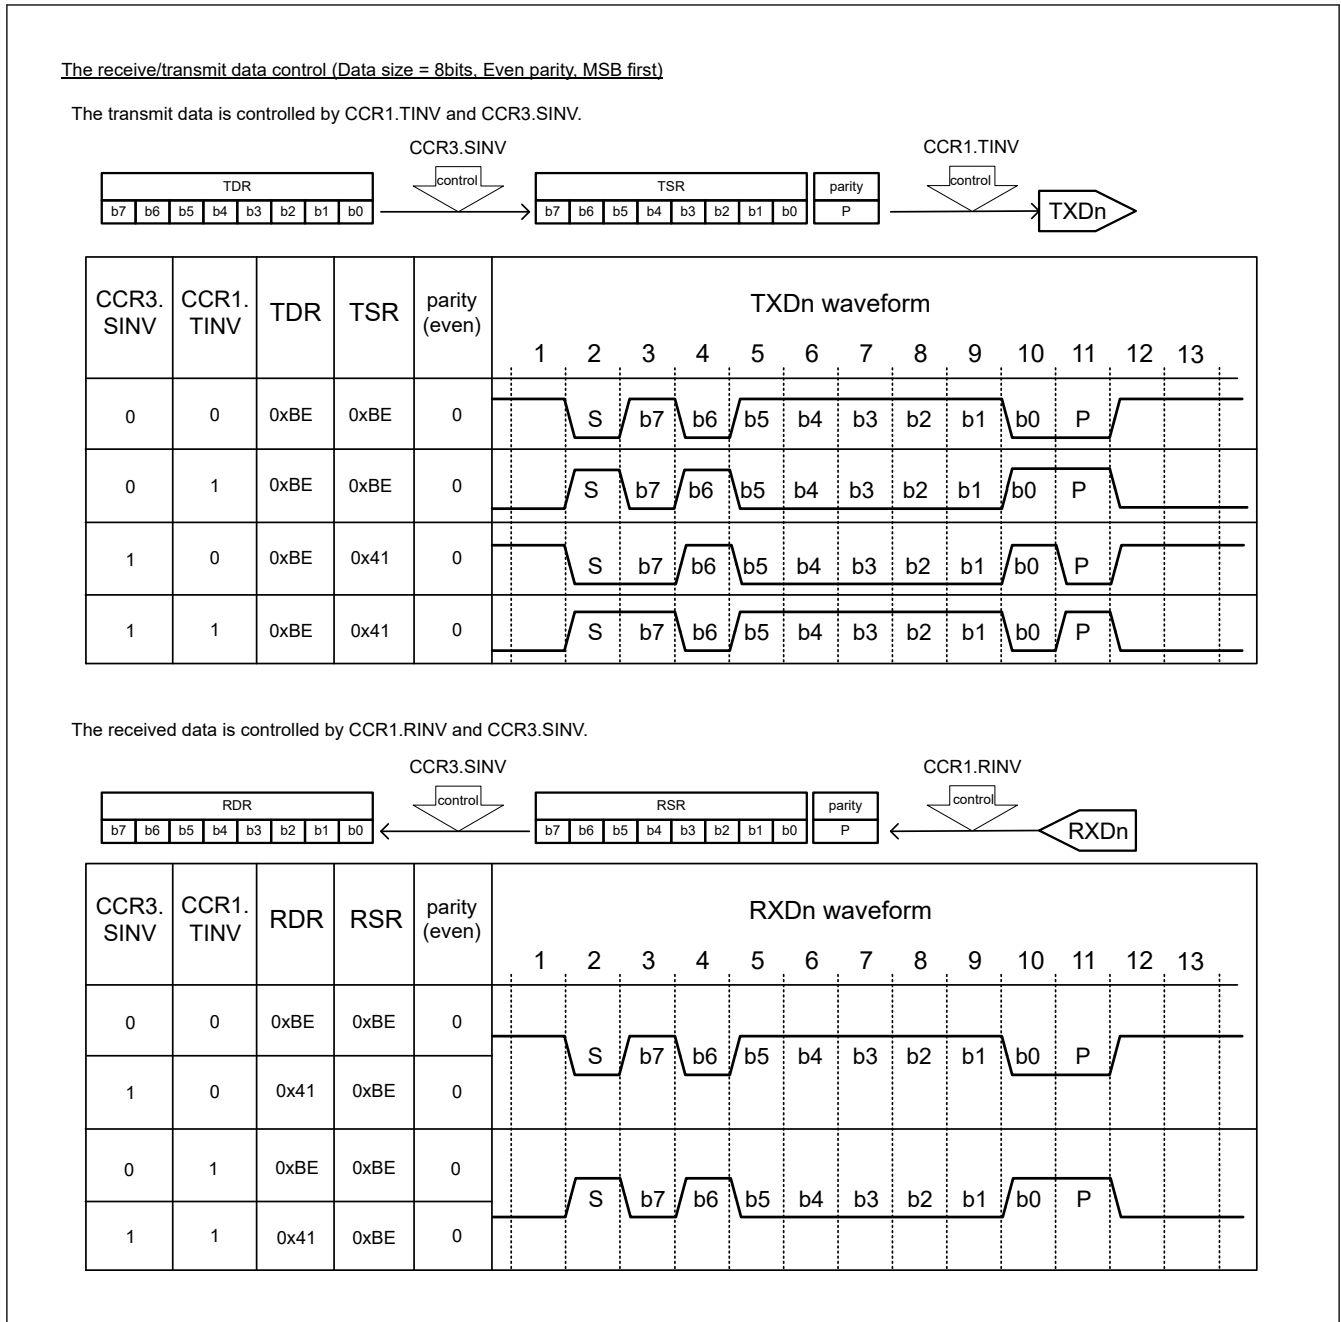 The receive/transmit data control (Data size = 8bits, Even parity, MSB first)
The transmit data is controlled by CCR1.TINV and CCR3.SINV.
CCR3.SINV CCR1.TINV
control control
TDR TSR parity
b7 b6 b5 b4 b3 b2 b1 b0 b7 b6 b5 b4 b3 b2 b1 b0 P TXDn
CCR3. SINV CCR1. TINV TDR TSR parity (even) TXDn waveform
1 2 3 4 5 6 7 8 9 10 11 12 13
0 0 0xBE 0xBE 0 S b7 b6 b5 b4 b3 b2 b1 b0 P
0 1 0xBE 0xBE 0 S b7 b6 b5 b4 b3 b2 b1 b0 P
1 0 0xBE 0x41 0 S b7 b6 b5 b4 b3 b2 b1 b0 P
1 1 0xBE 0x41 0 S b7 b6 b5 b4 b3 b2 b1 b0 P
The received data is controlled by CCR1.RINV and CCR3.SINV.
CCR3.SINV CCR1.RINV
control control
RDR RSR parity
b7 b6 b5 b4 b3 b2 b1 b0 b7 b6 b5 b4 b3 b2 b1 b0 P RXDn
CCR3. SINV CCR1. TINV RDR RSR parity (even) RXDn waveform
1 2 3 4 5 6 7 8 9 10 11 12 13
0 0 0xBE 0xBE 0
S b7 b6 b5 b4 b3 b2 b1 b0 P
1 0 0x41 0xBE 0
0 1 0xBE 0xBE 0
S b7 b6 b5 b4 b3 b2 b1 b0 P
1 1 0x41 0xBE 0